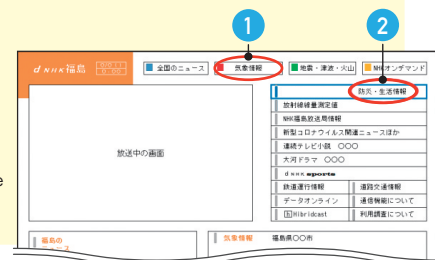 1
2
d NHK福島
全国のニュース
気象情報
地震・津波・火山
NHKオンデマンド
防災・生活情報
放射線線量測定値
NHK福島放送局情報
新型コロナウイルス関連ニュースほか
連続テレビ小説 〇〇〇
大河ドラマ 〇〇〇
d NHK sports
鉄道運行情報
道路交通情報
データオンライン
通信機能について
Hibridcast
利用調査について
放送中の画面
e
福島の
ニュース
気象情報 福島県〇〇市